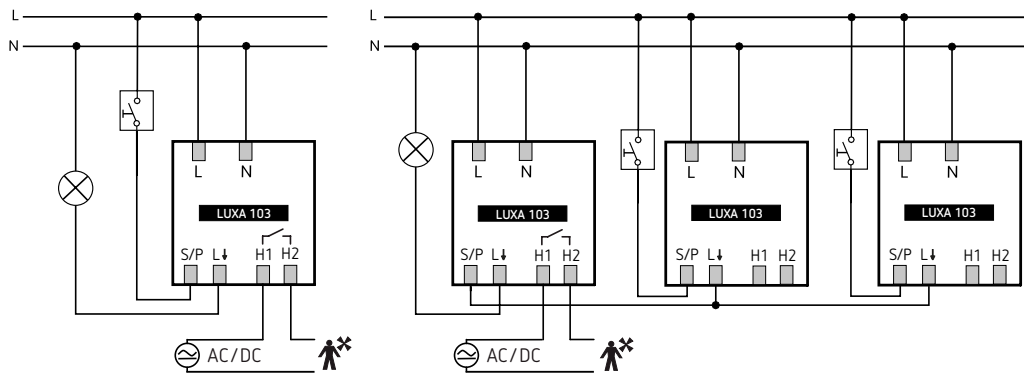 L L
N N
L N L N L N L N
LUXA 103 LUXA 103 LUXA 103 LUXA 103
S/P L↓ H1 H2 S/P L↓ H1 H2 S/P L↓ H1 H2 S/P L↓ H1 H2
AC/DC AC/DC